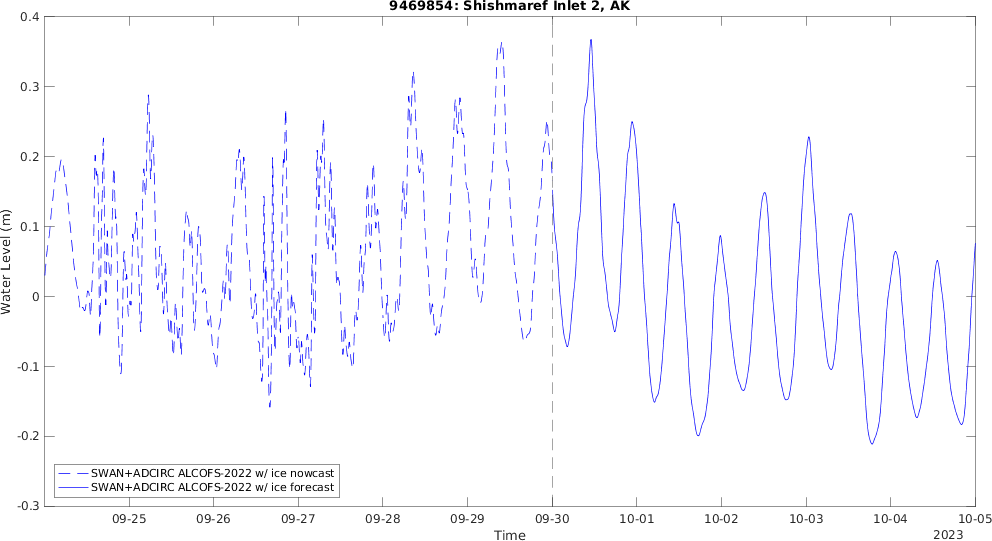 9469854: Shishmaref Inlet 2, AK
Water Level (m)
0.4
0.3
0.2
0.1
0
-0.1
-0.2
-0.3
SWAN+ADCIRC ALCOFS-2022 w/ ice nowcast
SWAN+ADCIRC ALCOFS-2022 w/ ice forecast
09-25 09-26 09-27 09-28 09-29 09-30 10-01 10-02 10-03 10-04 10-05
Time
2023